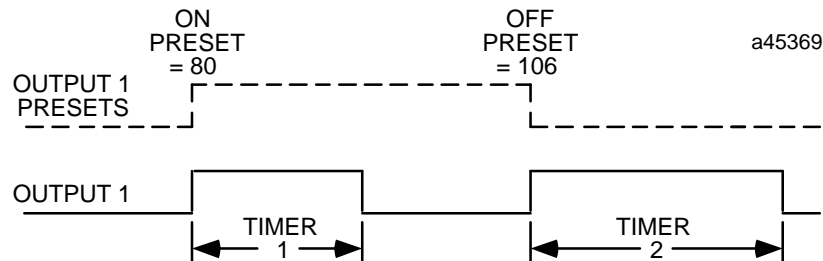 ON
PRESET
= 80
OFF
PRESET
= 106
a45369
OUTPUT 1
PRESETS
OUTPUT 1
TIMER
1
TIMER
2